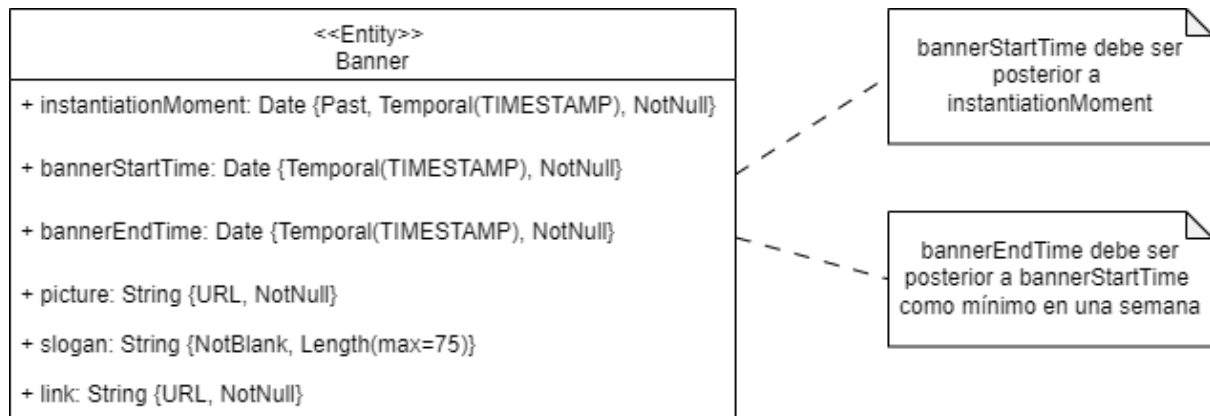 <<Entity>>
Banner
+ instantiationMoment: Date {Past, Temporal(TIMESTAMP), NotNull}
+ bannerStartTime: Date {Temporal(TIMESTAMP), NotNull}
+ bannerEndTime: Date {Temporal(TIMESTAMP), NotNull}
+ picture: String {URL, NotNull}
+ slogan: String {NotBlank, Length(max=75)}
+ link: String {URL, NotNull}
bannerStartTime debe ser
posterior a
instantiationMoment
bannerEndTime debe ser
posterior a bannerStartTime
como mínimo en una semana